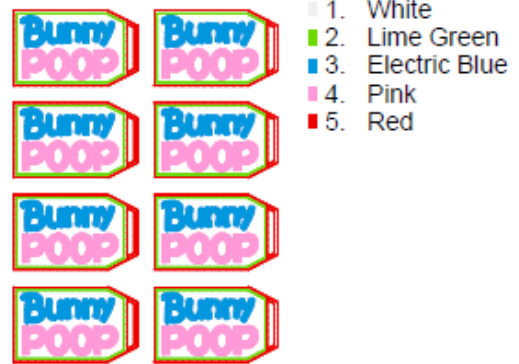 Bunny Bunny
POOP POOP
Bunny Bunny
POOP POOP
Bunny Bunny
POOP POOP
Bunny Bunny
POOP POOP
1. White
2. Lime Green
3. Electric Blue
4. Pink
5. Red